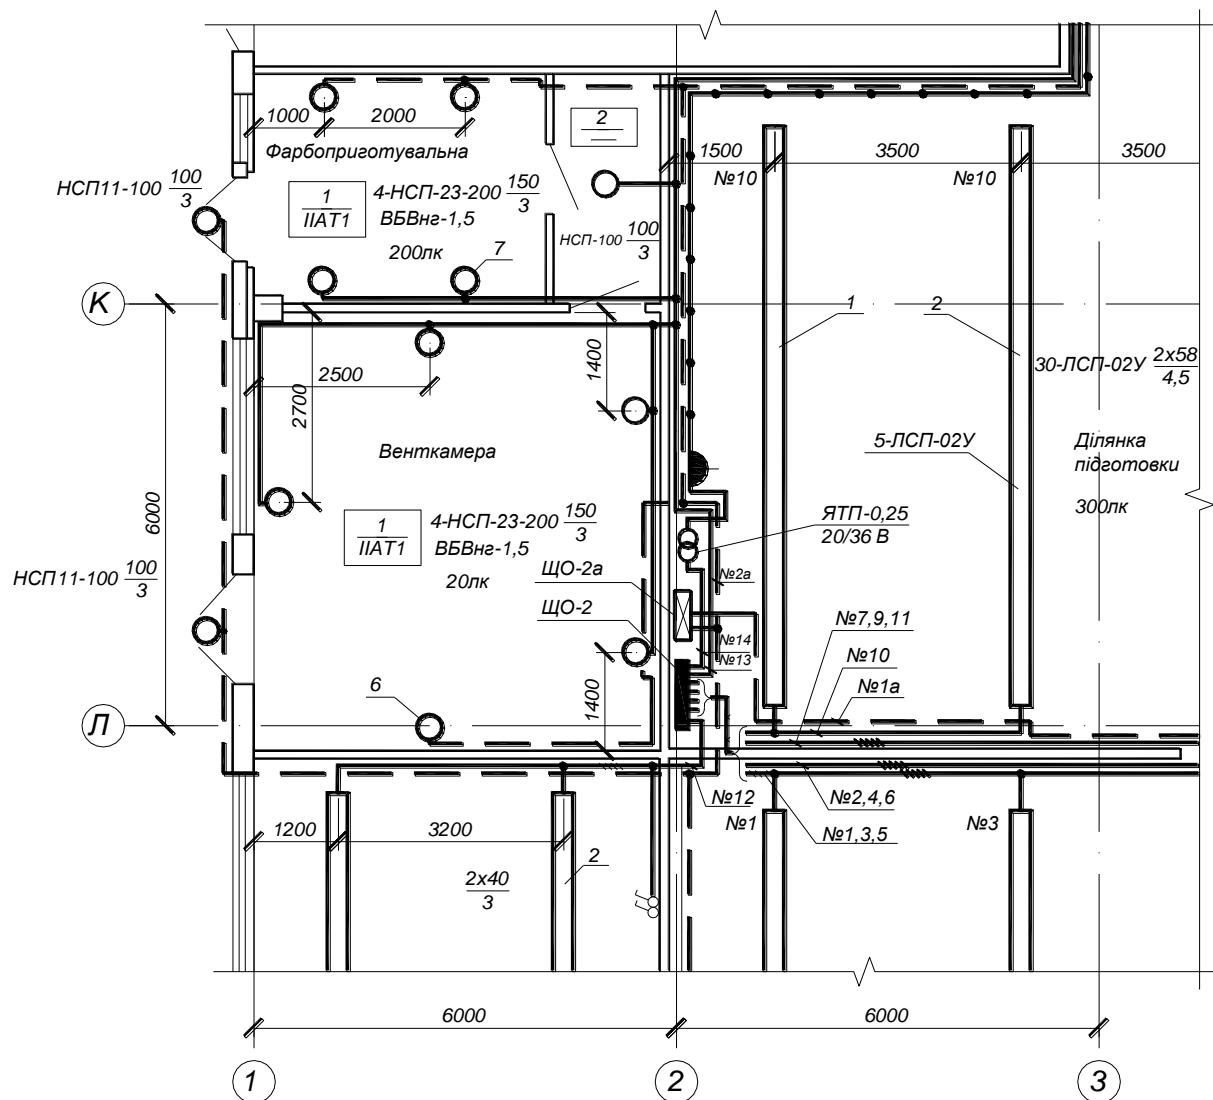 1000
2000
Фарбоприготувальна
2
1500
3500
3500
№10
№10
НСП11-100 100/3
1
IIАТ1
4-НСП-23-200 150/3
ВБВнг-1,5
200лк
7
НСП-100 100/3
К
1
2
2500
2700
1400
30-ЛСП-02У 2х58/4,5
Венткамера
5-ЛСП-02У
Ділянка
підготовки
300лк
6000
1
IIАТ1
4-НСП-23-200 150/3
ВБВнг-1,5
20лк
ЯТП-0,25
20/36 В
НСП11-100 100/3
ЩО-2а
ЩО-2
№2а
№14
№13
№7,9,11
№10
№1а
6
1400
Л
№12
№1
№2,4,6
№1,3,5
№3
1200
3200
2
2х40
3
6000
6000
1
2
3